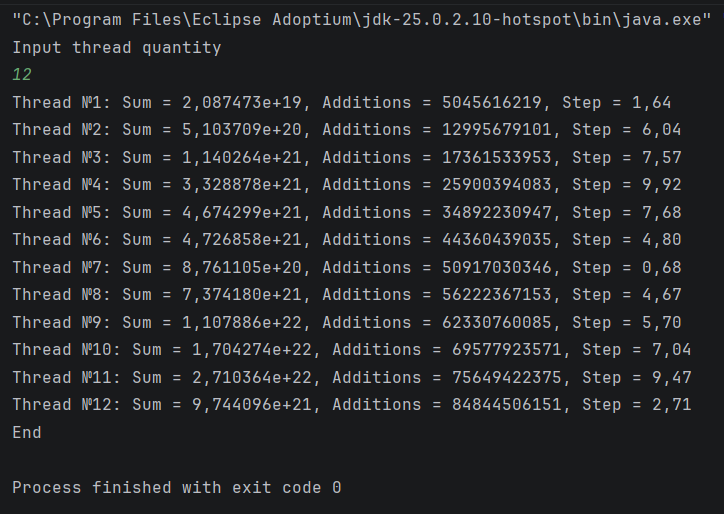 "C:\Program Files\Eclipse Adoptium\jdk-25.0.2.10-hotspot\bin\java.exe"
Input thread quantity
12
Thread №1: Sum = 2,087473e+19, Additions = 5045616219, Step = 1,64
Thread №2: Sum = 5,103709e+20, Additions = 12995679101, Step = 6,04
Thread №3: Sum = 1,140264e+21, Additions = 17361533953, Step = 7,57
Thread №4: Sum = 3,328878e+21, Additions = 25900394083, Step = 9,92
Thread №5: Sum = 4,674299e+21, Additions = 34892230947, Step = 7,68
Thread №6: Sum = 4,726858e+21, Additions = 44360439035, Step = 4,80
Thread №7: Sum = 8,761105e+20, Additions = 50917030346, Step = 0,68
Thread №8: Sum = 7,374180e+21, Additions = 56222367153, Step = 4,67
Thread №9: Sum = 1,107886e+22, Additions = 62330760085, Step = 5,70
Thread №10: Sum = 1,704274e+22, Additions = 69577923571, Step = 7,04
Thread №11: Sum = 2,710364e+22, Additions = 75649422375, Step = 9,47
Thread №12: Sum = 9,744096e+21, Additions = 84844506151, Step = 2,71
End
Process finished with exit code 0